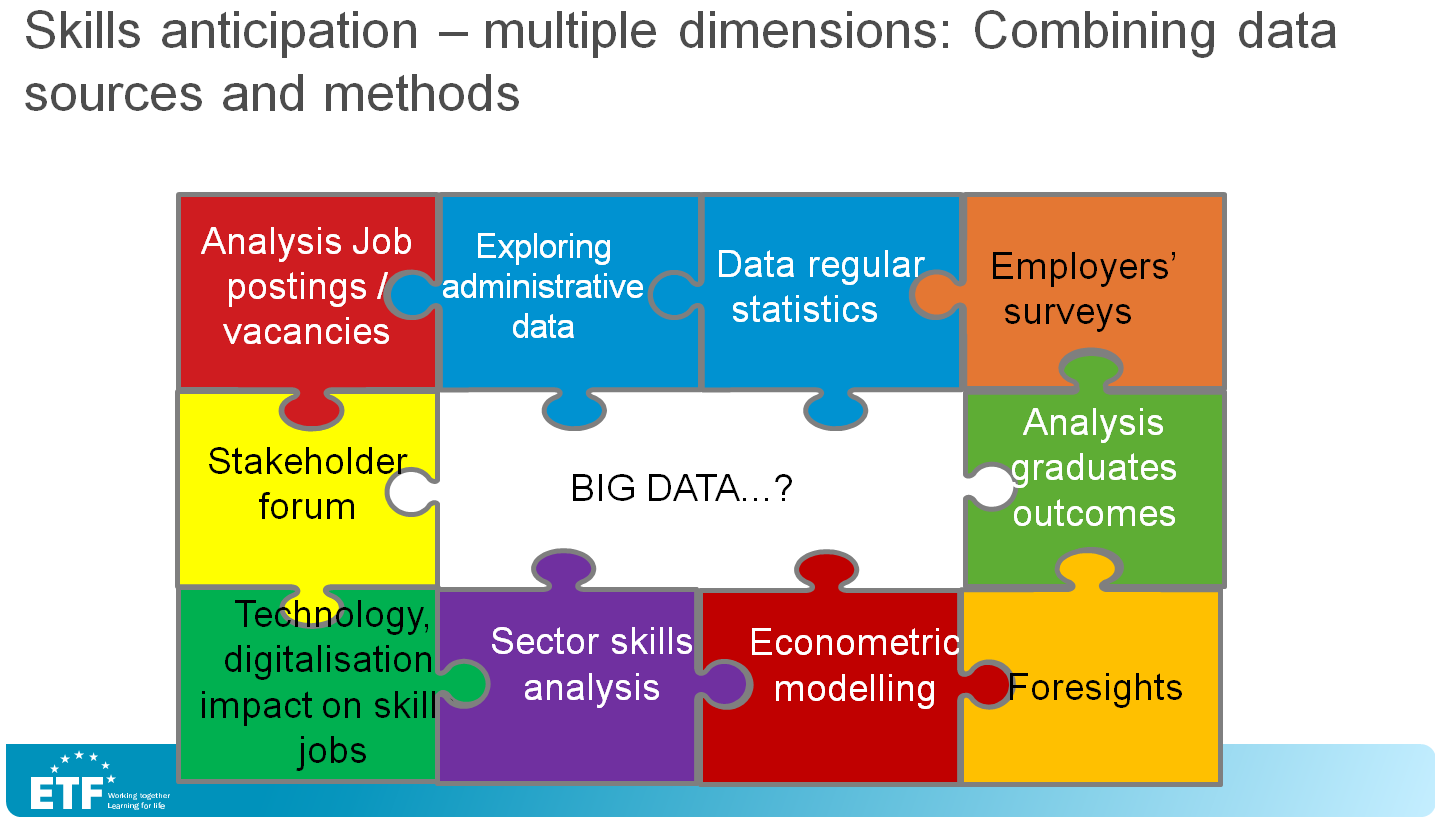 Skills anticipation – multiple dimensions: Combining data
sources and methods
Analysis Job
postings /
vacancies
Exploring
administrative
data
Data regular
statistics
Employers’
surveys
Stakeholder
forum
BIG DATA...?
Analysis
graduates
outcomes
Technology,
digitalisation
impact on skill
jobs
Sector skills
analysis
Econometric
modelling
Foresights
ETF
Working together
Learning for life